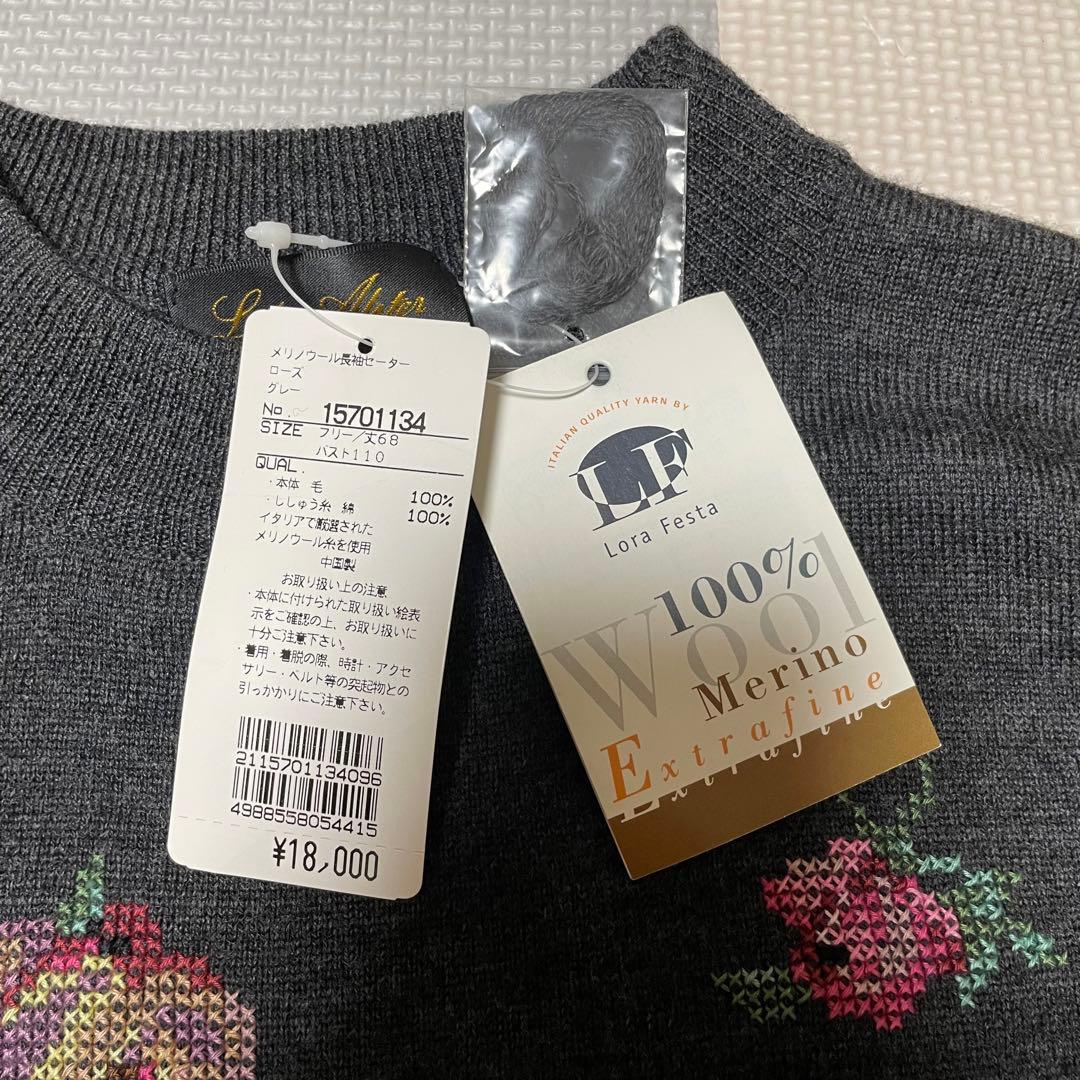 メリノウール長袖セーター
ローズ
グレー
No. 15701134
SIZE フリー/丈68
バスト110
QUAL.
・本体 毛 100%
・ししゅう糸 綿 100%
イタリアで厳選された
メリノウール糸を使用
中国製
お取り扱い上の注意
・本体に付けられた取り扱い絵表
示をご確認の上、お取り扱いに
十分ご注意下さい。
・着用・着脱の際、時計・アクセ
サリー・ベルト等の突起物との
引っかかりにご注意下さい。
2115701134096
4988558054415
¥18,000
ITALIAN QUALITY YARN BY
LF
Lora Festa
100%
Wool
Merino
Extrafine
Extrafine